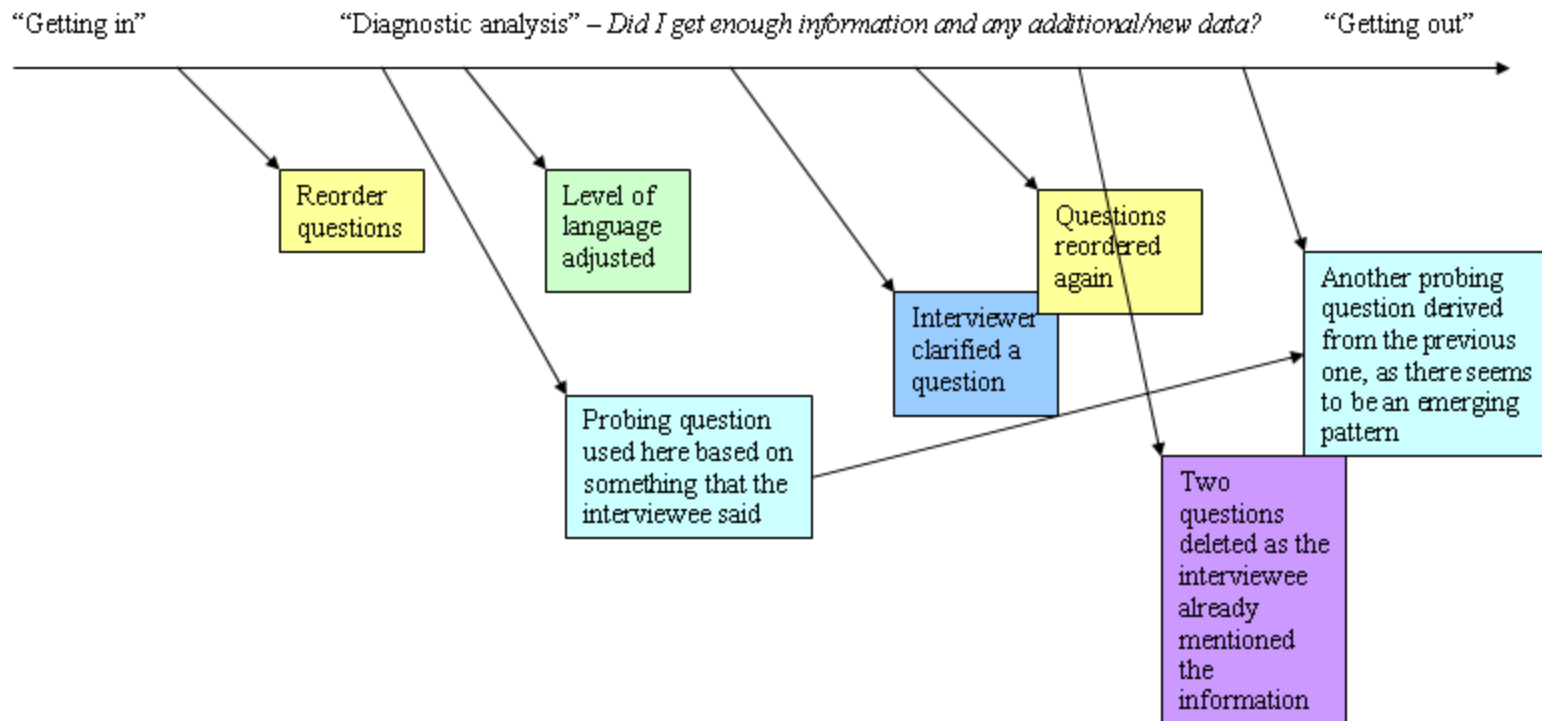 “Getting in”
“Diagnostic analysis” – Did I get enough information and any additional/new data?
“Getting out”
Reorder
questions
Level of
language
adjusted
Questions
reordered
again
Interviewer
clarified a
question
Another probing
question derived
from the previous
one, as there seems
to be an emerging
pattern
Probing question
used here based on
something that the
interviewee said
Two
questions
deleted as the
interviewee
already
mentioned
the
information